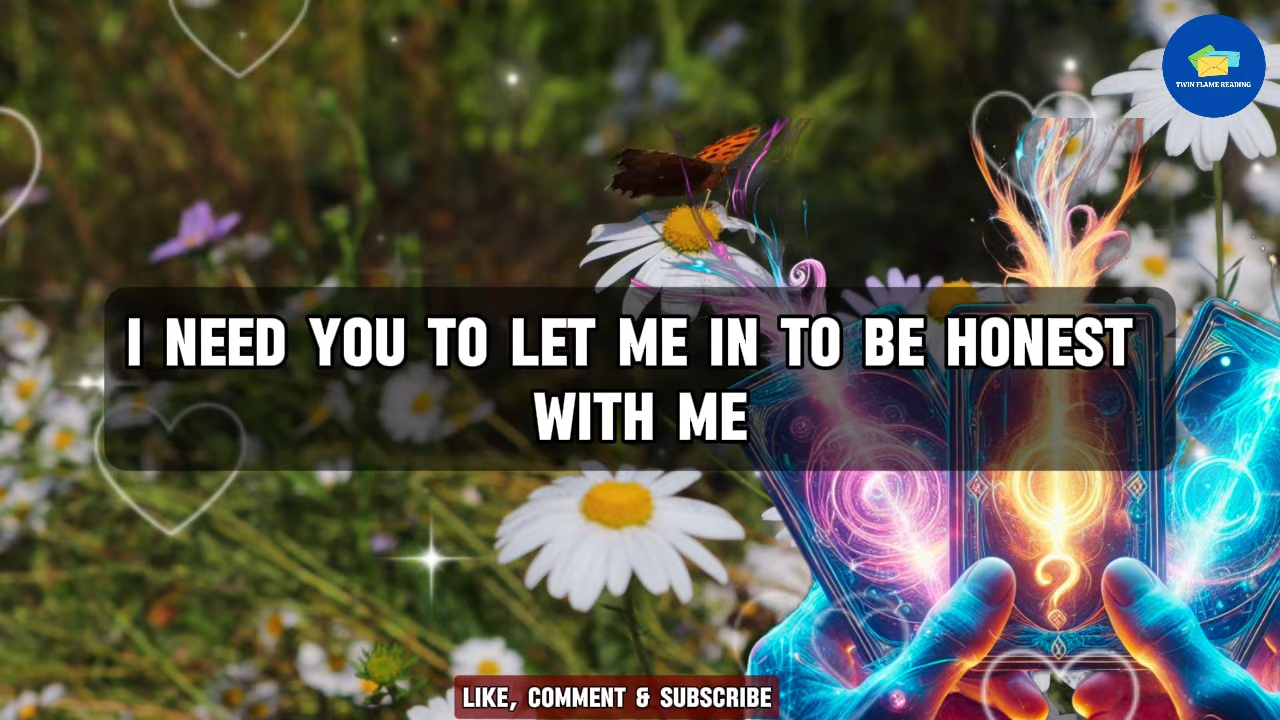 TWIN FLAME READING
I NEED YOU TO LET ME IN TO BE HONEST
WITH ME
LIKE, COMMENT & SUBSCRIBE